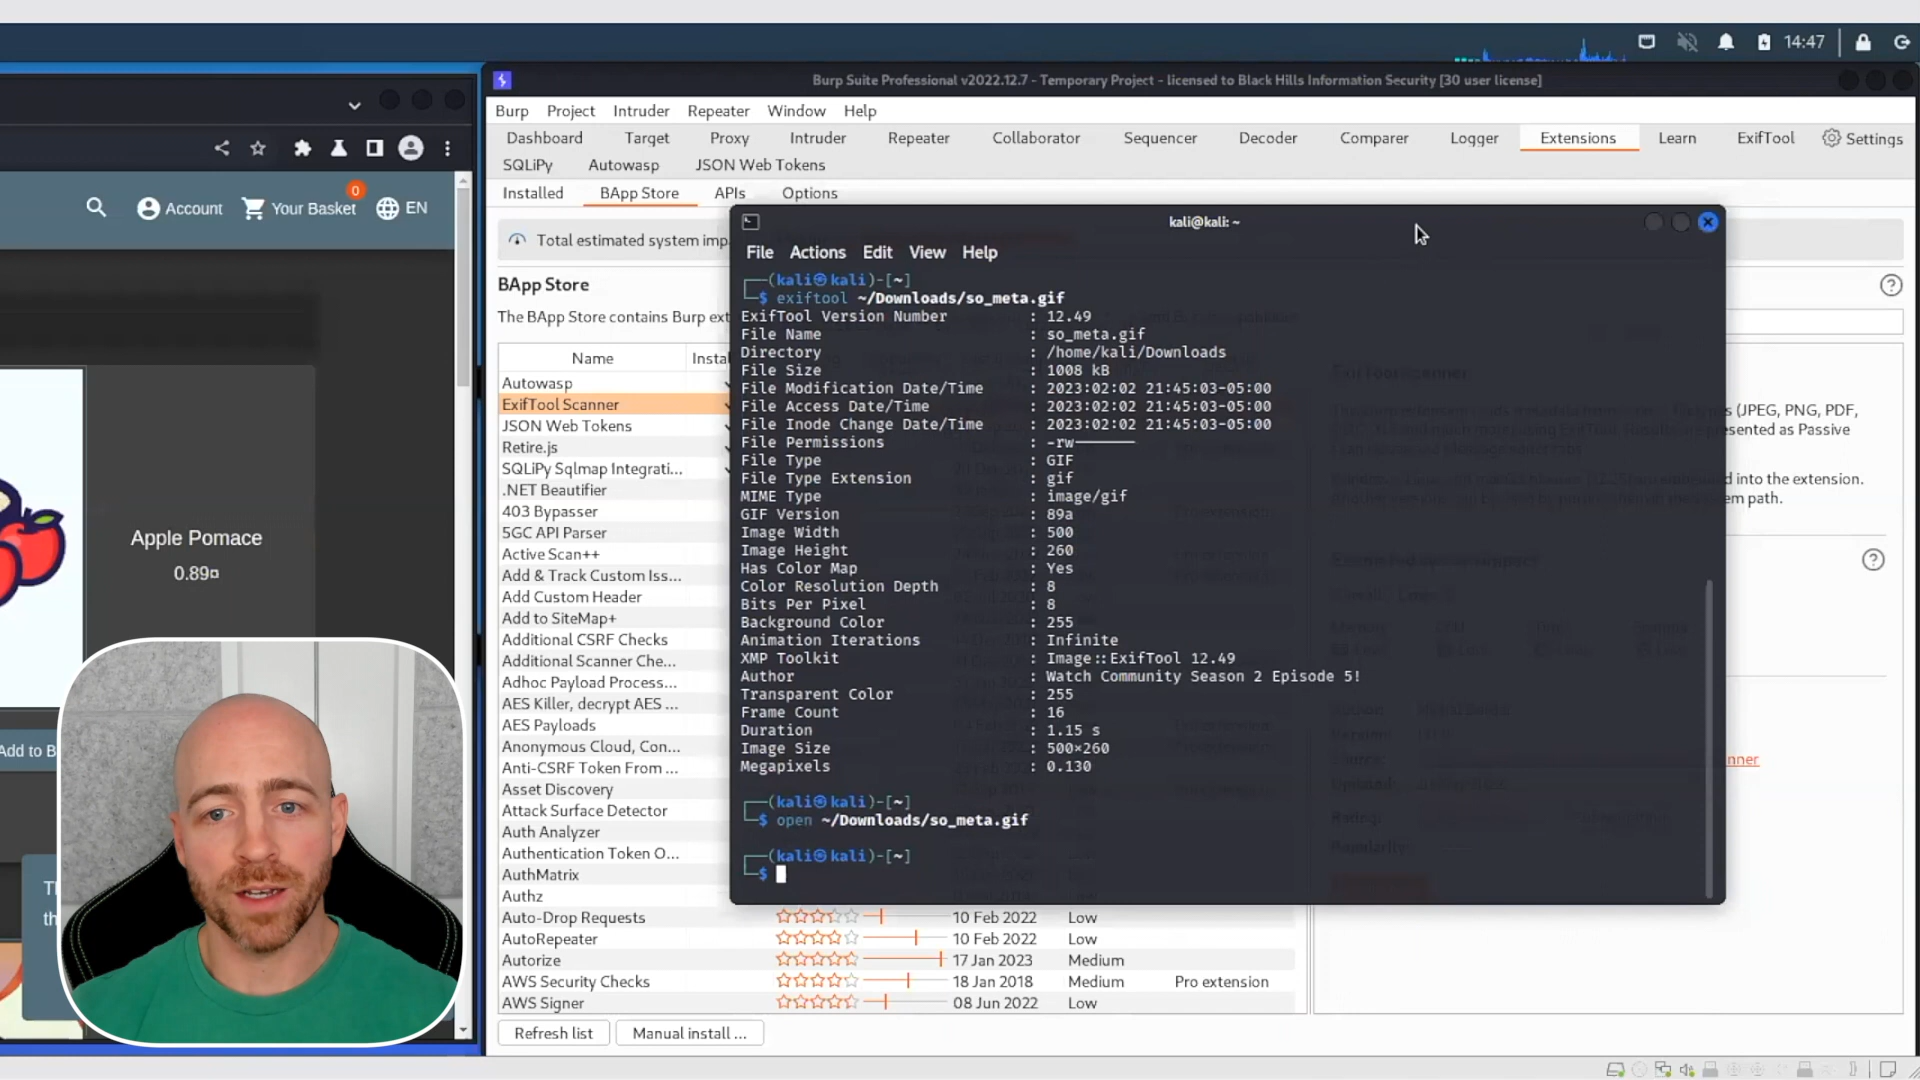 14:47
Burp Suite Professional v2022.12.7 - Temporary Project - licensed to Black Hills Information Security [30 user license]
Burp Project Intruder Repeater Window Help
Dashboard Target Proxy Intruder Repeater Collaborator Sequencer Decoder Comparer Logger Extensions Learn ExifTool Settings
SQLiPy Autowasp JSON Web Tokens
Installed BApp Store APIs Options
0
Account Your Basket EN
Total estimated system imp
BApp Store
The BApp Store contains Burp ext
Name Instal
Autowasp
ExifTool Scanner
JSON Web Tokens
Retire.js
SQLiPy Sqlmap Integrati...
.NET Beautifier
403 Bypasser
5GC API Parser
Active Scan++
Add & Track Custom Iss...
Add Custom Header
Add to SiteMap+
Additional CSRF Checks
Additional Scanner Che...
Adhoc Payload Process...
AES Killer, decrypt AES ...
AES Payloads
Anonymous Cloud, Con...
Anti-CSRF Token From ...
Asset Discovery
Attack Surface Detector
Auth Analyzer
Authentication Token O...
AuthMatrix
Authz
Auto-Drop Requests 10 Feb 2022 Low
AutoRepeater 10 Feb 2022 Low
Autorize 17 Jan 2023 Medium
AWS Security Checks 18 Jan 2018 Medium Pro extension
AWS Signer 08 Jun 2022 Low
Refresh list Manual install ...
kali@kali: ~
File Actions Edit View Help
┌──(kali㉿kali)-[~]
└─$ exiftool ~/Downloads/so_meta.gif
ExifTool Version Number : 12.49
File Name : so_meta.gif
Directory : /home/kali/Downloads
File Size : 1008 kB
File Modification Date/Time : 2023:02:02 21:45:03-05:00
File Access Date/Time : 2023:02:02 21:45:03-05:00
File Inode Change Date/Time : 2023:02:02 21:45:03-05:00
File Permissions : -rw-------
File Type : GIF
File Type Extension : gif
MIME Type : image/gif
GIF Version : 89a
Image Width : 500
Image Height : 260
Has Color Map : Yes
Color Resolution Depth : 8
Bits Per Pixel : 8
Background Color : 255
Animation Iterations : Infinite
XMP Toolkit : Image::ExifTool 12.49
Author : Watch Community Season 2 Episode 5!
Transparent Color : 255
Frame Count : 16
Duration : 1.15 s
Image Size : 500×260
Megapixels : 0.130
┌──(kali㉿kali)-[~]
└─$ open ~/Downloads/so_meta.gif
┌──(kali㉿kali)-[~]
└─$
s (JPEG, PNG, PDF,
esented as Passive
d into the extension.
em path.
nner
Apple Pomace
0.89¤
Add to B